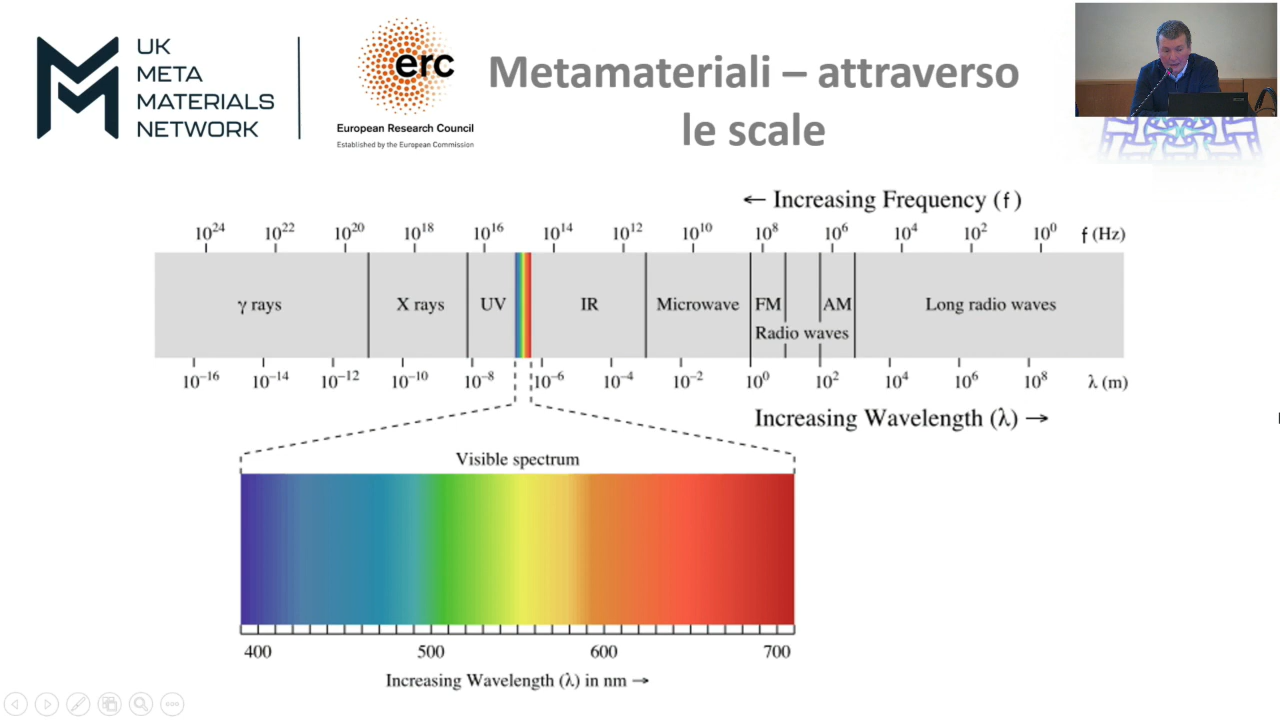 UK
META
MATERIALS
NETWORK
erc
European Research Council
Established by the European Commission
Metamateriali – attraverso
le scale
← Increasing Frequency (f)
10²⁴ 10²² 10²⁰ 10¹⁸ 10¹⁶ 10¹⁴ 10¹² 10¹⁰ 10⁸ 10⁶ 10⁴ 10² 10⁰ f (Hz)
γ rays X rays UV IR Microwave FM AM Long radio waves
Radio waves
10⁻¹⁶ 10⁻¹⁴ 10⁻¹² 10⁻¹⁰ 10⁻⁸ 10⁻⁶ 10⁻⁴ 10⁻² 10⁰ 10² 10⁴ 10⁶ 10⁸ λ (m)
Increasing Wavelength (λ) →
Visible spectrum
400 500 600 700
Increasing Wavelength (λ) in nm →